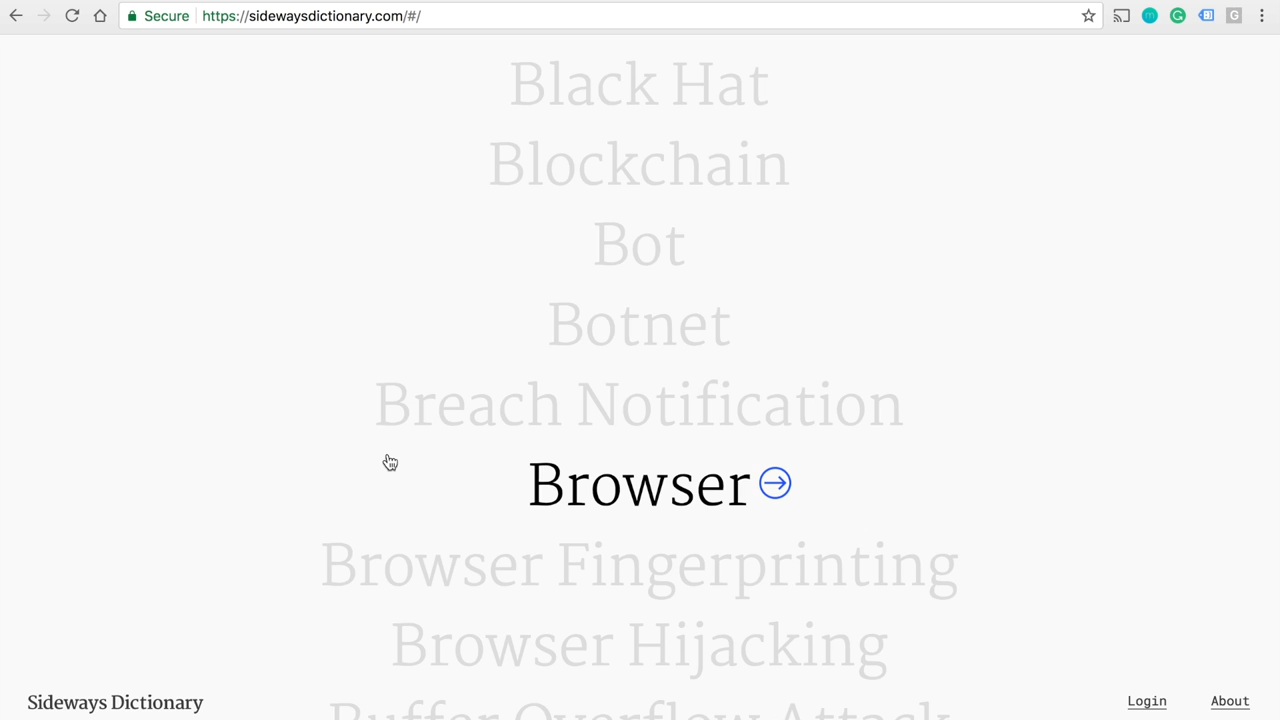 Secure https://sidewaysdictionary.com/#/
Black Hat
Blockchain
Bot
Botnet
Breach Notification
Browser
Browser Fingerprinting
Browser Hijacking
Buffer Overflow Attack
Sideways Dictionary Login About